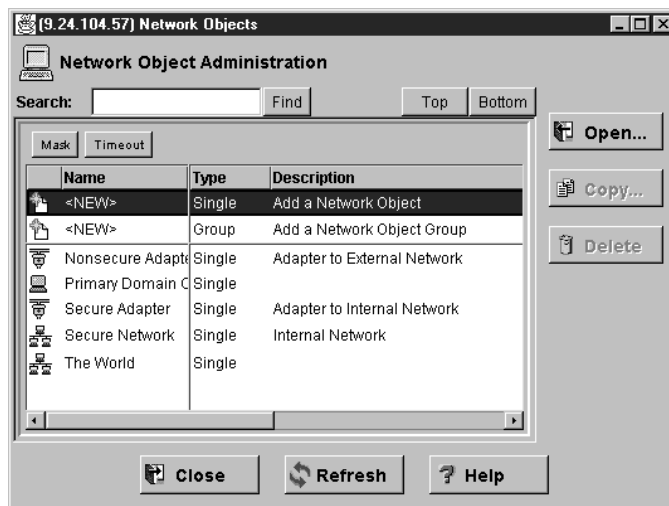 (9.24.104.57) Network Objects
Network Object Administration
Search: Find Top Bottom
Mask Timeout
Name Type Description
<NEW> Single Add a Network Object
<NEW> Group Add a Network Object Group
Nonsecure Adapte Single Adapter to External Network
Primary Domain C Single
Secure Adapter Single Adapter to Internal Network
Secure Network Single Internal Network
The World Single
Open...
Copy...
Delete
Close Refresh Help